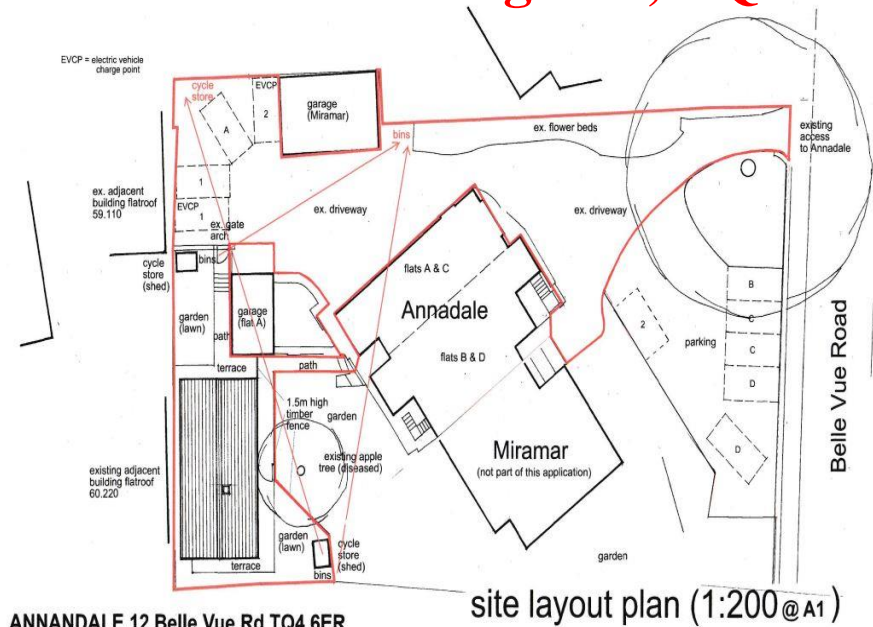 EVCP = electric vehicle
charge point
cycle
store
EVCP
2
A
garage
(Miramar)
bins
ex. flower beds
existing
access
to Annadale
1
EVCP
1
ex. adjacent
building flatroof
59.110
ex. gate
arch
ex. driveway
ex. driveway
cycle
store
(shed)
bins
flats A & C
Annadale
flats B & D
garden
(lawn)
path
garage
(flat A)
terrace
path
2
parking
B
C
C
D
D
Belle Vue Road
1.5m high
timber
fence
garden
existing apple
tree (diseased)
Miramar
(not part of this application)
existing adjacent
building flatroof
60.220
garden
(lawn)
cycle
store
(shed)
terrace
bins
garden
site layout plan (1:200 @ A1)
ANNANDALE 12 Belle Vue Rd TQ4 6ER